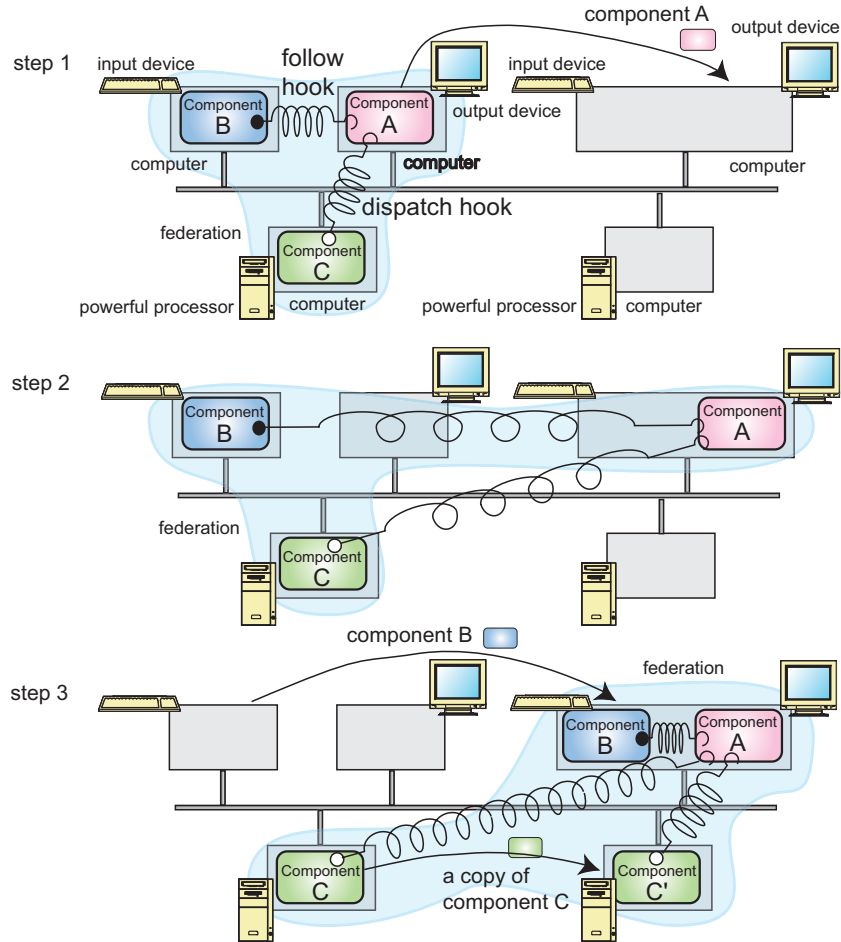 component A
output device
step 1
input device
follow
hook
input device
Component
B
Component
A
output device
computer
computer
computer
dispatch hook
federation
Component
C
powerful processor
computer
powerful processor
computer
step 2
Component
B
Component
A
federation
Component
C
component B
federation
step 3
Component
B
Component
A
Component
C
a copy of
component C
Component
C'